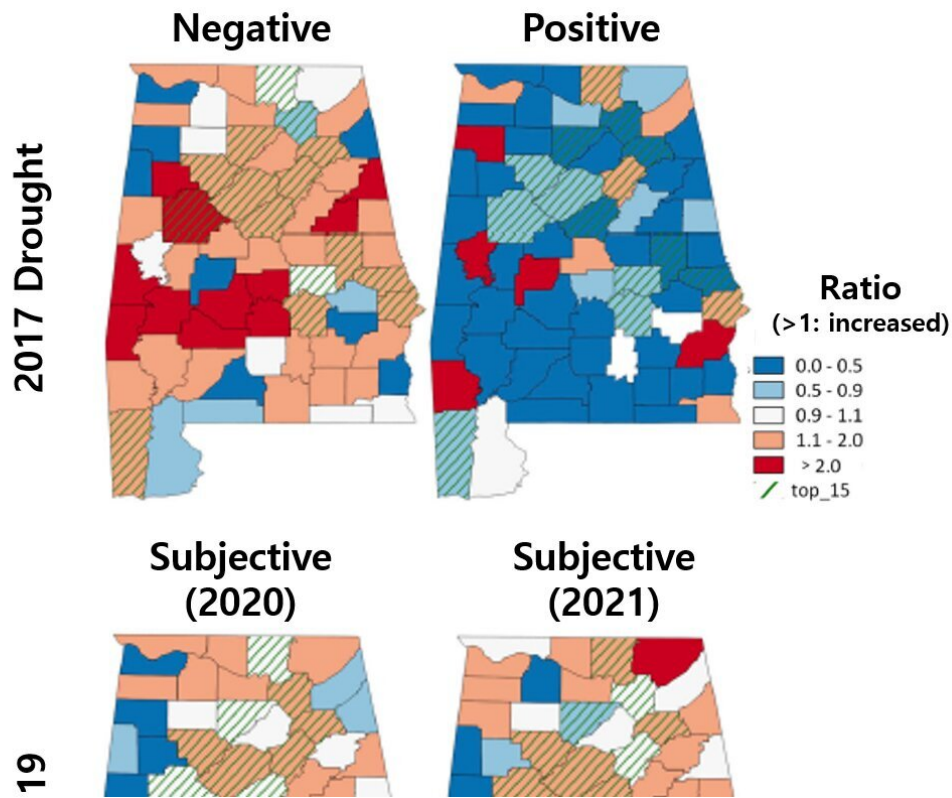 Negative
Positive
2017 Drought
Ratio
(>1: increased)
0.0 - 0.5
0.5 - 0.9
0.9 - 1.1
1.1 - 2.0
> 2.0
top_15
Subjective
(2020)
Subjective
(2021)
19